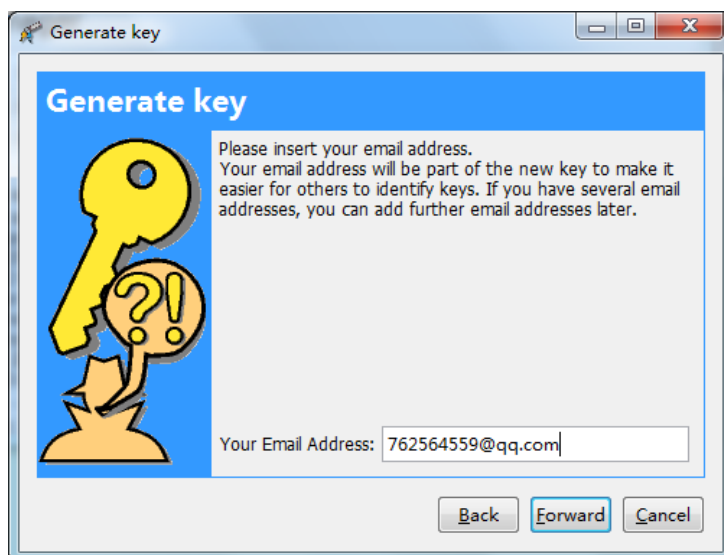 Generate key
Generate key
Please insert your email address.
Your email address will be part of the new key to make it
easier for others to identify keys. If you have several email
addresses, you can add further email addresses later.
?!
Your Email Address: 762564559@qq.com
Back Forward Cancel